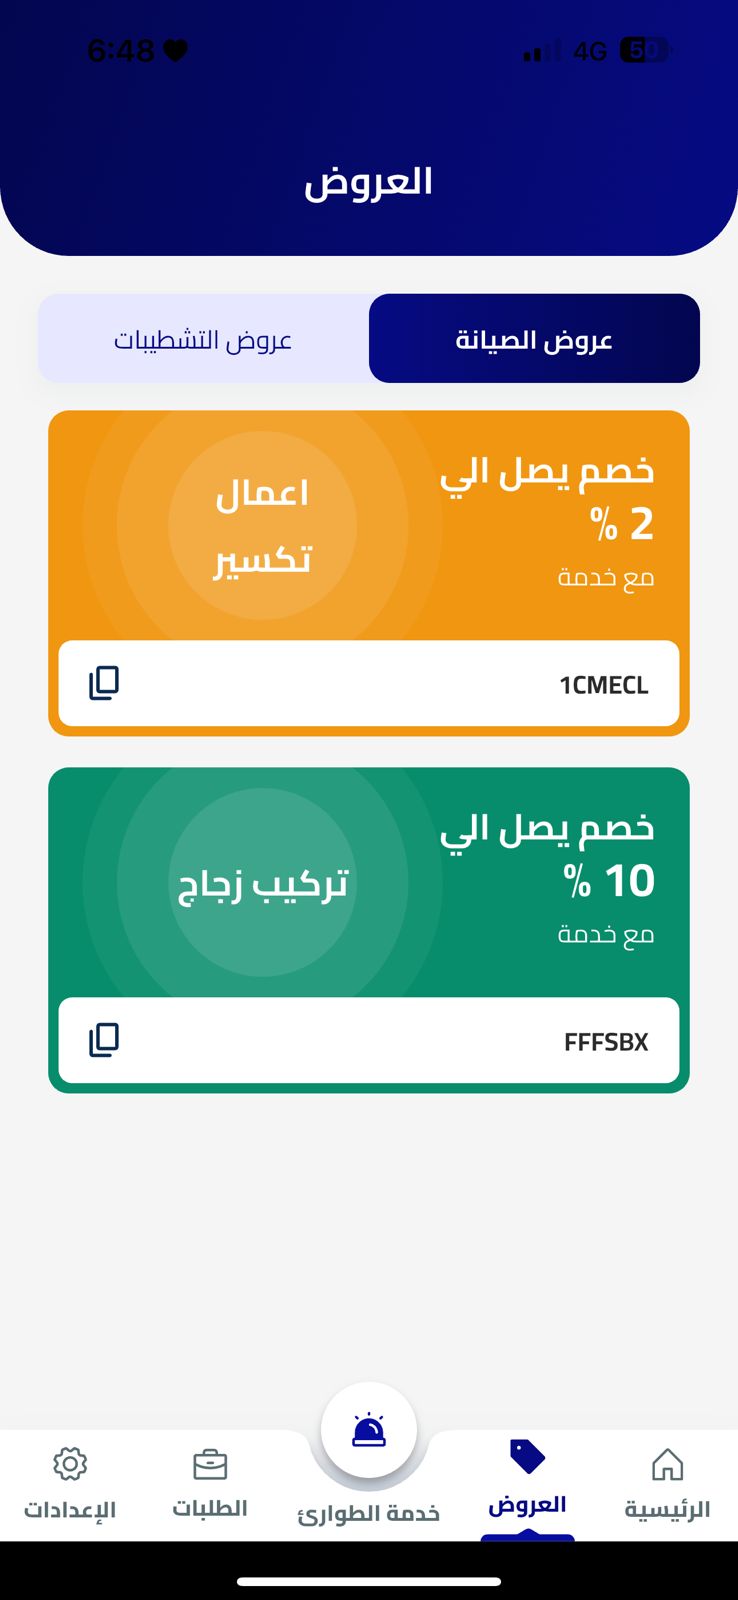 6:48
4G
50
العروض
عروض الصيانة
عروض التشطيبات
خصم يصل الي
2 %
مع خدمة
اعمال
تكسير
1CMECL
خصم يصل الي
10 %
مع خدمة
تركيب زجاج
FFFSBX
الرئيسية
العروض
خدمة الطوارئ
الطلبات
الإعدادات